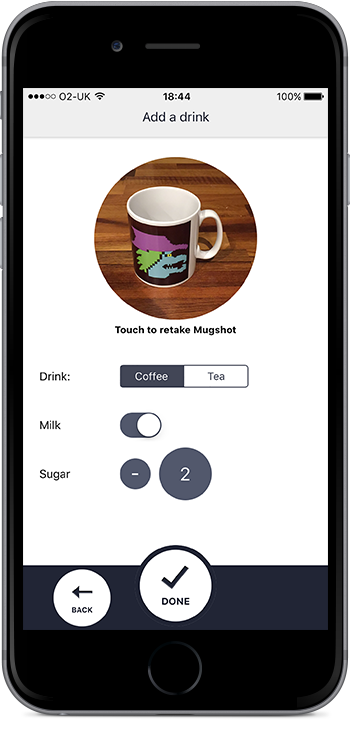 O2-UK 18:44 100%
Add a drink
Touch to retake Mugshot
Drink: Coffee Tea
Milk
Sugar - 2
BACK
DONE